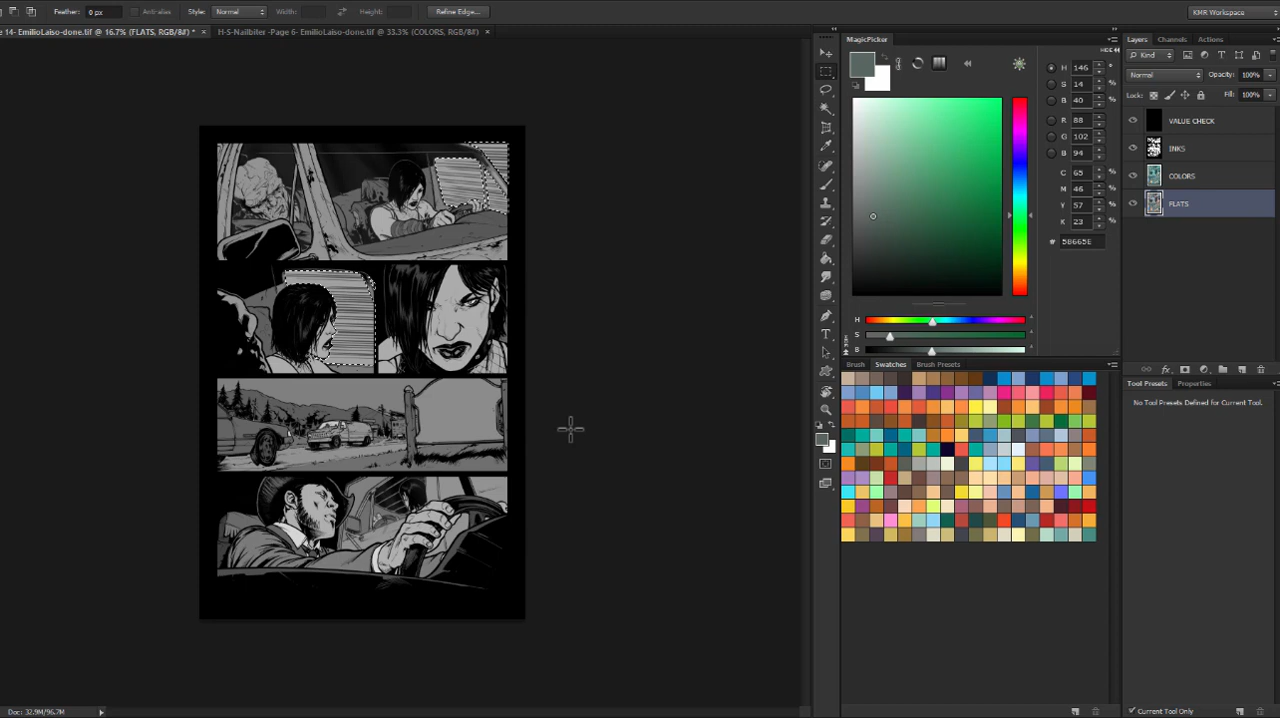 Feather: 0 px Anti-alias Style: Normal Width: Height: Refine Edge... KMR Workspace
e 14- EmilioLaiso-done.tif @ 16.7% (FLATS, RGB/8#) * × H-S-Nailbiter -Page 6- EmilioLaiso-done.tif @ 33.3% (COLORS, RGB/8#) ×
MagicPicker
HIDE
H 146 °
S 14 %
B 40 %
R 88
G 102
B 94
C 65 %
M 46 %
Y 57 %
K 23 %
# 58665E
H
S
B
Brush Swatches Brush Presets
Layers Channels Actions
Kind
Normal Opacity: 100%
Lock: Fill: 100%
VALUE CHECK
INKS
COLORS
FLATS
fx
Tool Presets Properties
No Tool Presets Defined for Current Tool.
Current Tool Only
Doc: 32.9M/96.7M